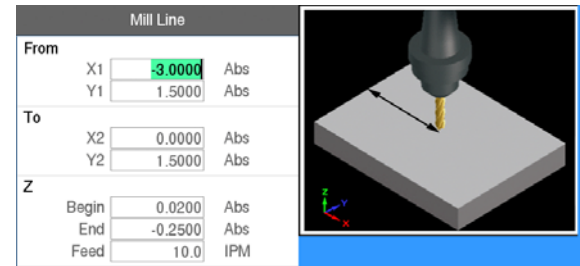 Mill Line
From
X1 -3.0000 Abs
Y1 1.5000 Abs
To
X2 0.0000 Abs
Y2 1.5000 Abs
Z
Begin 0.0200 Abs
End -0.2500 Abs
Feed 10.0 IPM
Z
Y
X